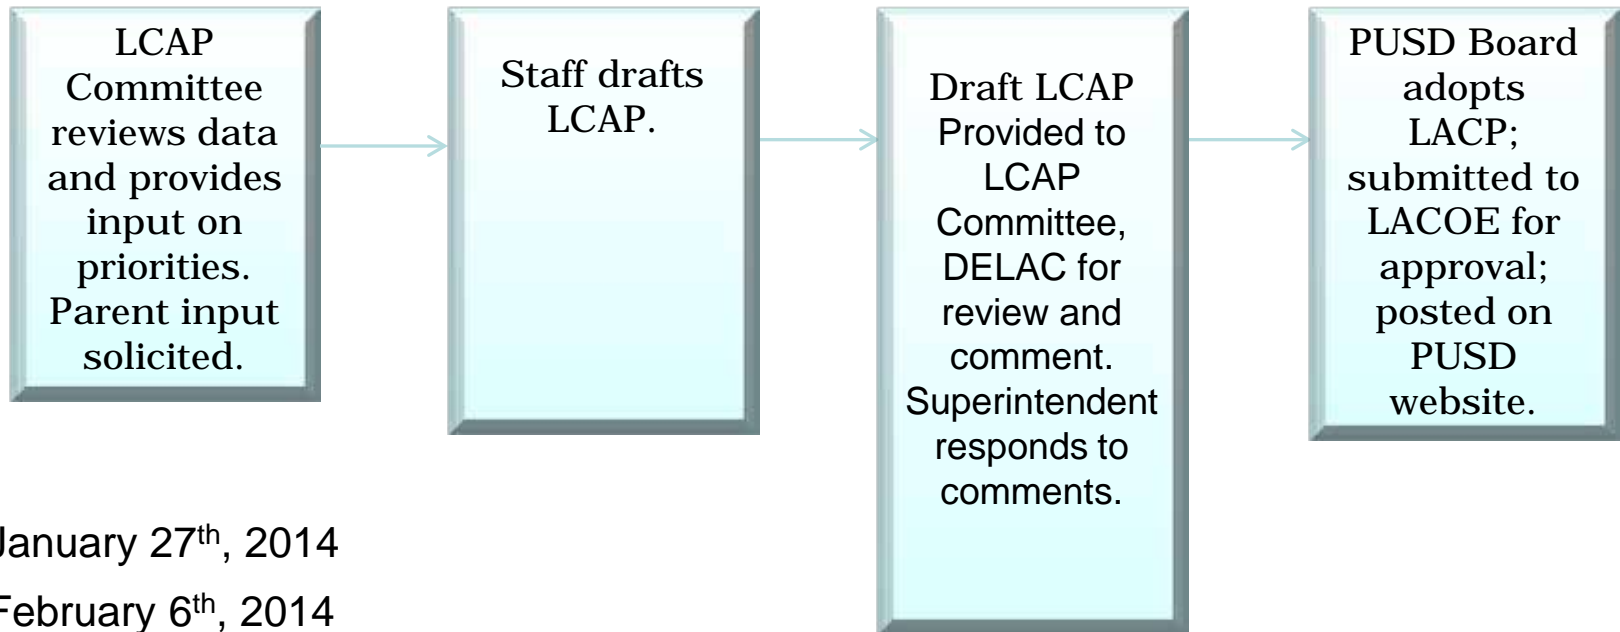 LCAP
Committee
reviews data
and provides
input on
priorities.
Parent input
solicited.
Staff drafts
LCAP.
Draft LCAP
Provided to
LCAP
Committee,
DELAC for
review and
comment.
Superintendent
responds to
comments.
PUSD Board
adopts
LACP;
submitted to
LACOE for
approval;
posted on
PUSD
website.
January 27th, 2014
February 6th, 2014